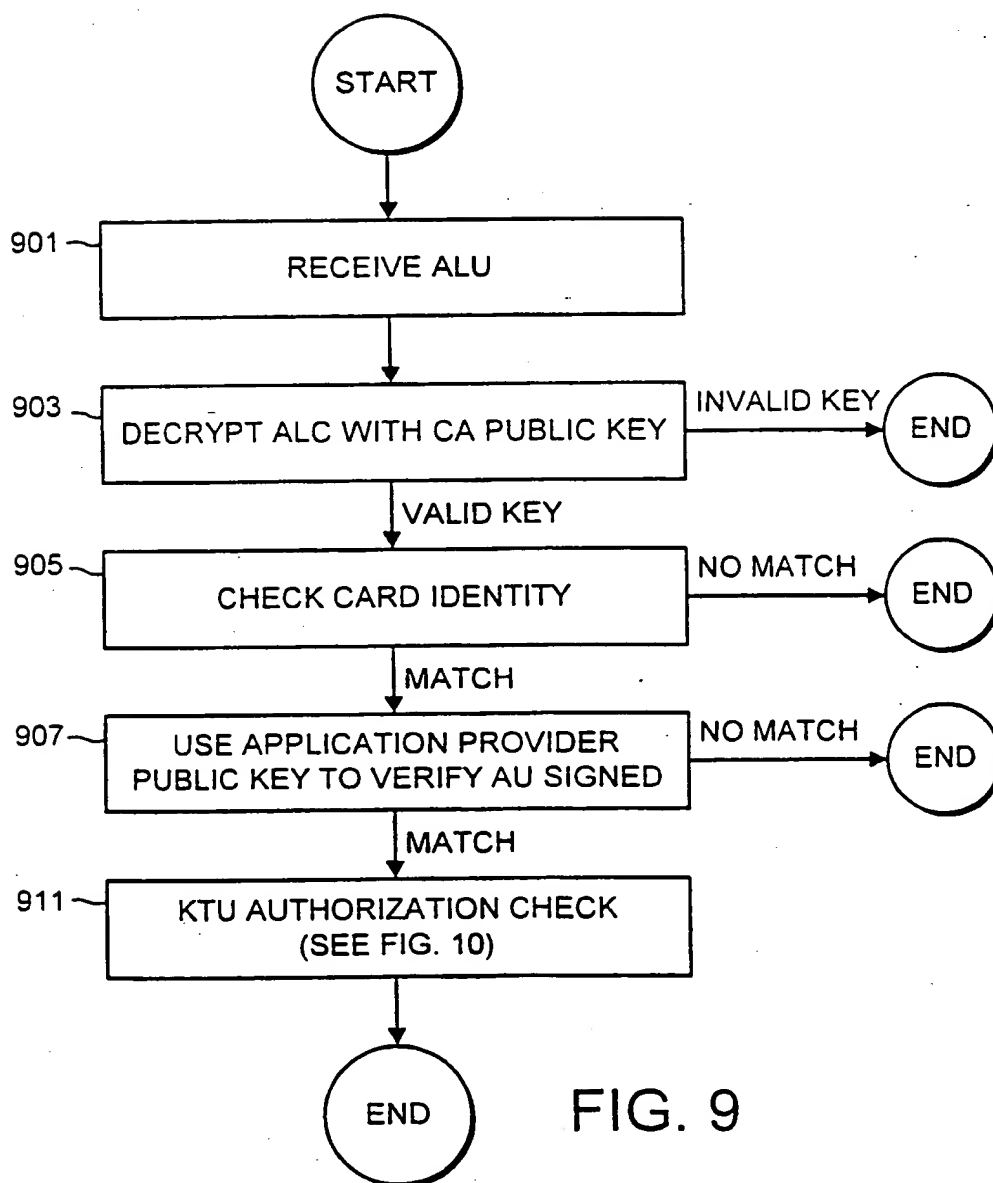 START
901
RECEIVE ALU
903
DECRYPT ALC WITH CA PUBLIC KEY
INVALID KEY
END
VALID KEY
905
CHECK CARD IDENTITY
NO MATCH
END
MATCH
907
USE APPLICATION PROVIDER
PUBLIC KEY TO VERIFY AU SIGNED
NO MATCH
END
MATCH
911
KTU AUTHORIZATION CHECK
(SEE FIG. 10)
END
FIG. 9